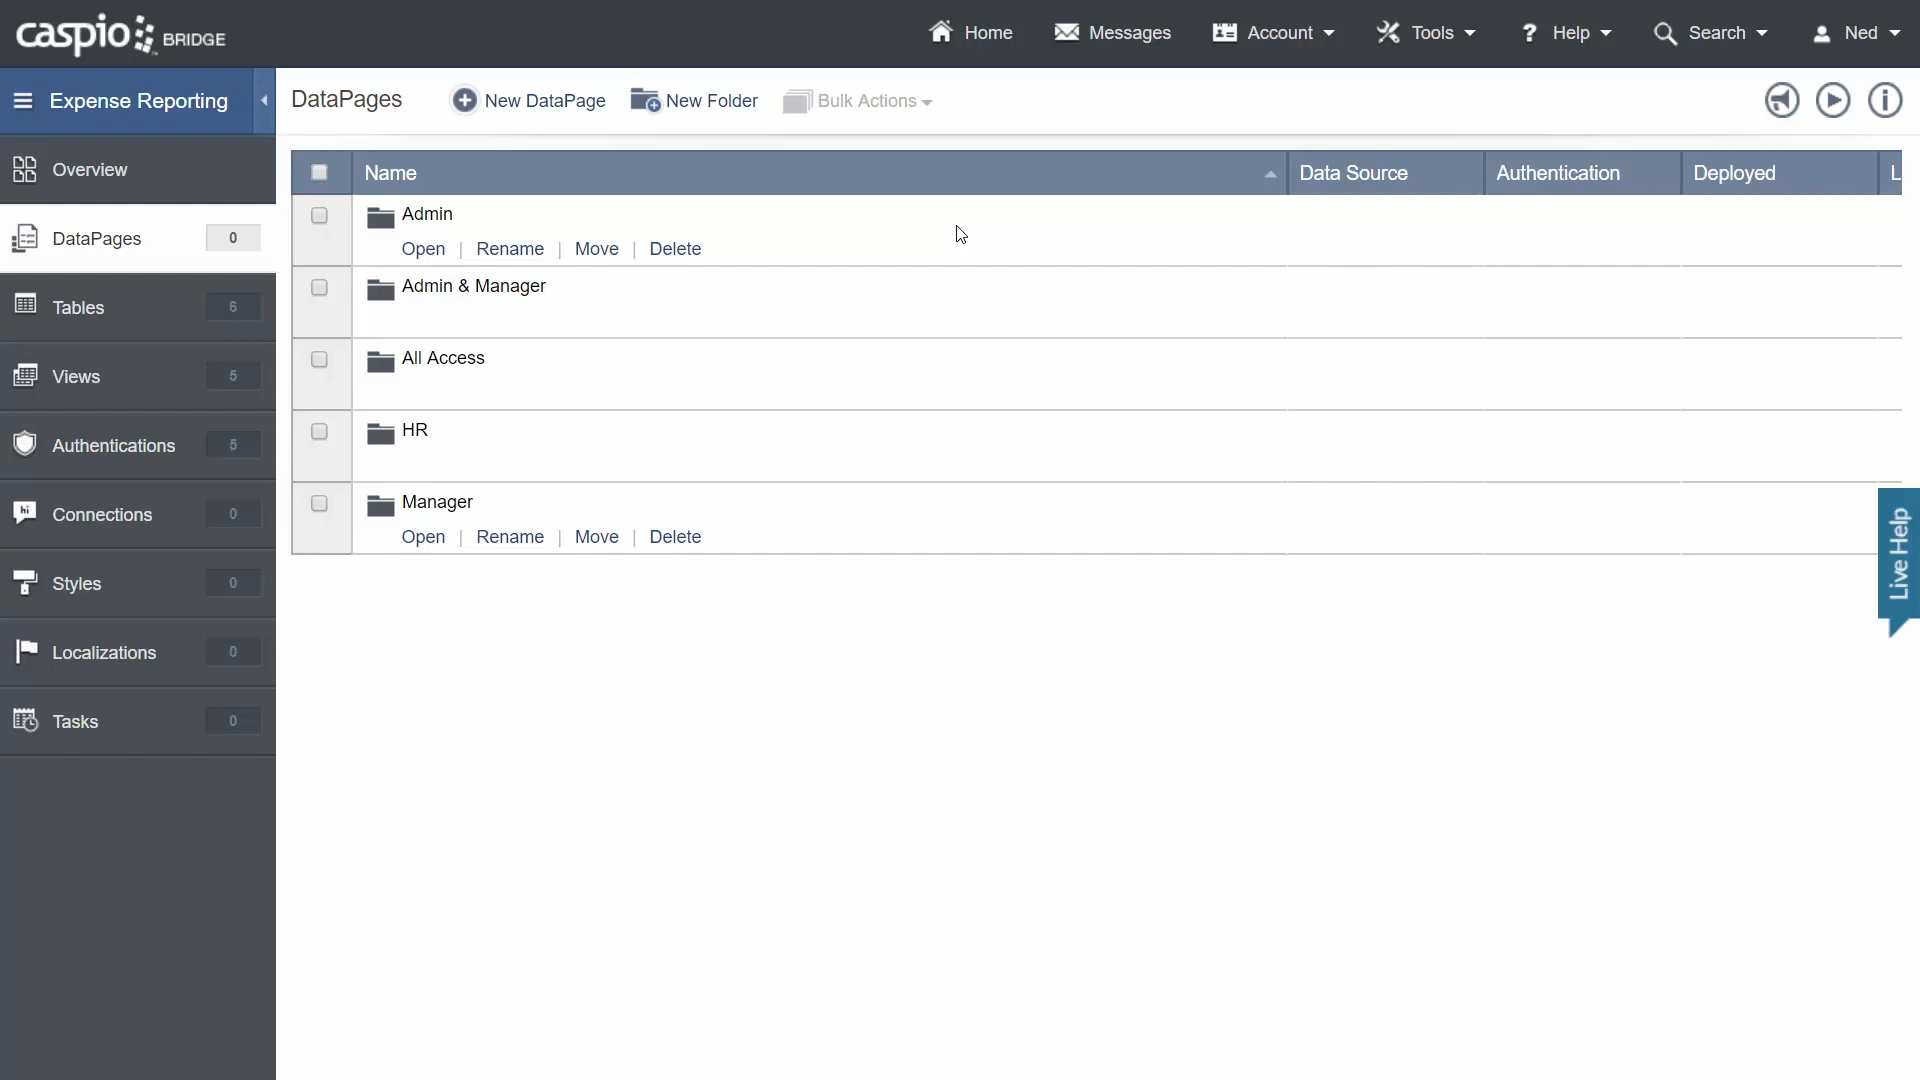 caspio BRIDGE
Home Messages Account Tools ? Help Search Ned
Expense Reporting
DataPages New DataPage New Folder Bulk Actions
Overview
DataPages 0
Tables 6
Views 5
Authentications 5
Connections 0
Styles 0
Localizations 0
Tasks 0
Name Data Source Authentication Deployed L
Admin
Open | Rename | Move | Delete
Admin & Manager
All Access
HR
Manager
Open | Rename | Move | Delete
Live Help